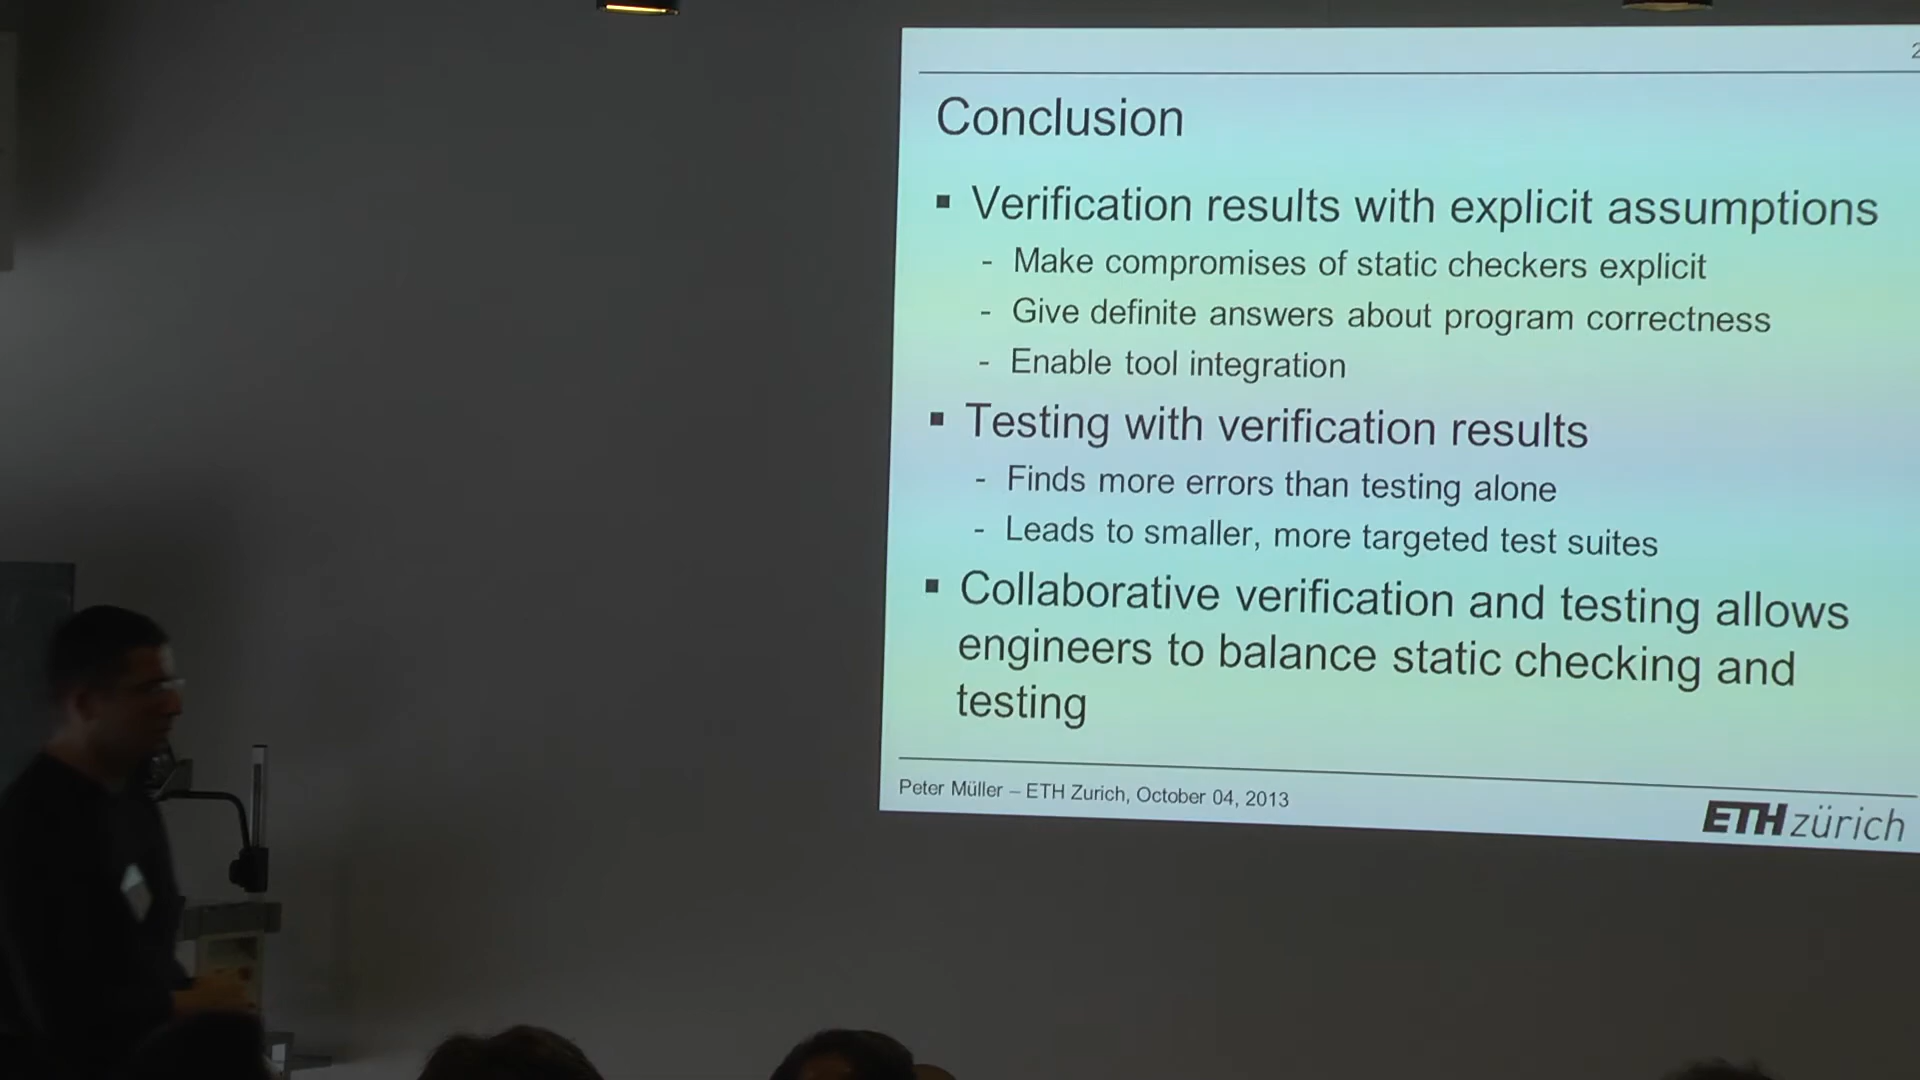 2
Conclusion
▪ Verification results with explicit assumptions
- Make compromises of static checkers explicit
- Give definite answers about program correctness
- Enable tool integration
▪ Testing with verification results
- Finds more errors than testing alone
- Leads to smaller, more targeted test suites
▪ Collaborative verification and testing allows
engineers to balance static checking and
testing
Peter Müller – ETH Zurich, October 04, 2013
ETH zürich